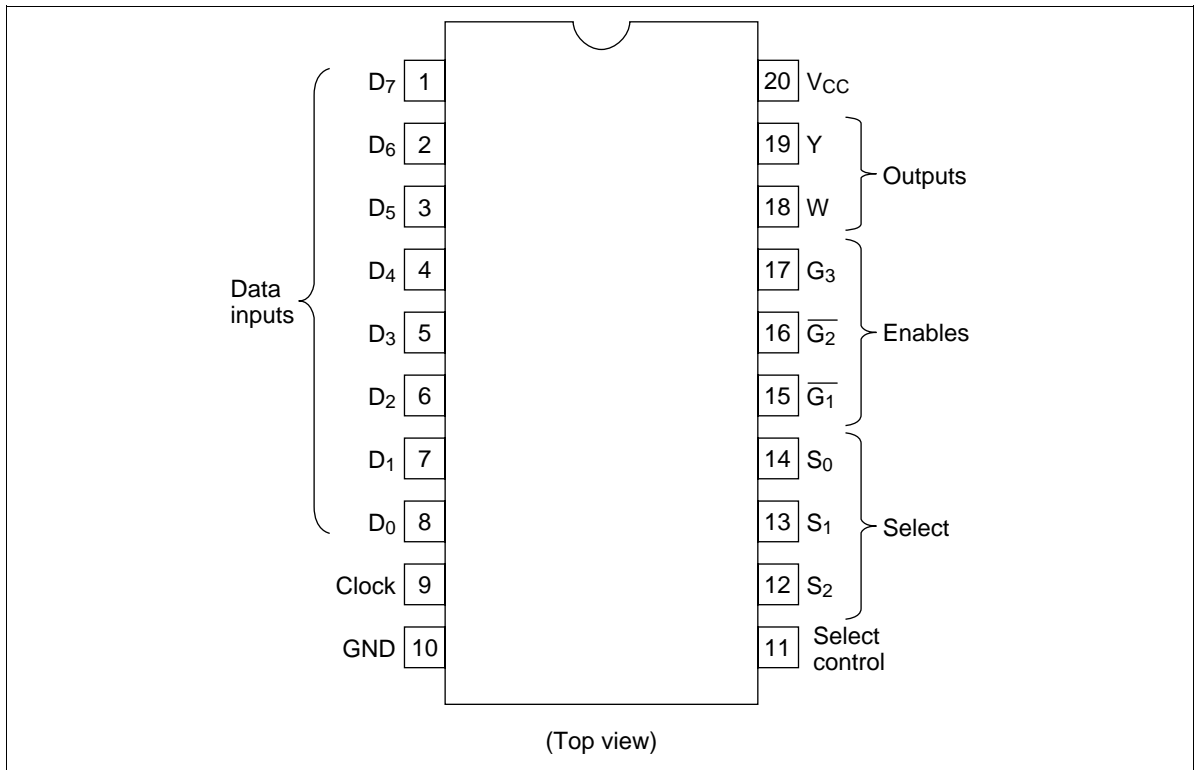 D7 1
D6 2
D5 3
D4 4
D3 5
D2 6
D1 7
D0 8
Clock 9
GND 10
Data
inputs
20 VCC
19 Y
18 W
17 G3
16 G̅2̅
15 G̅1̅
14 S0
13 S1
12 S2
11 Select
control
Outputs
Enables
Select
(Top view)